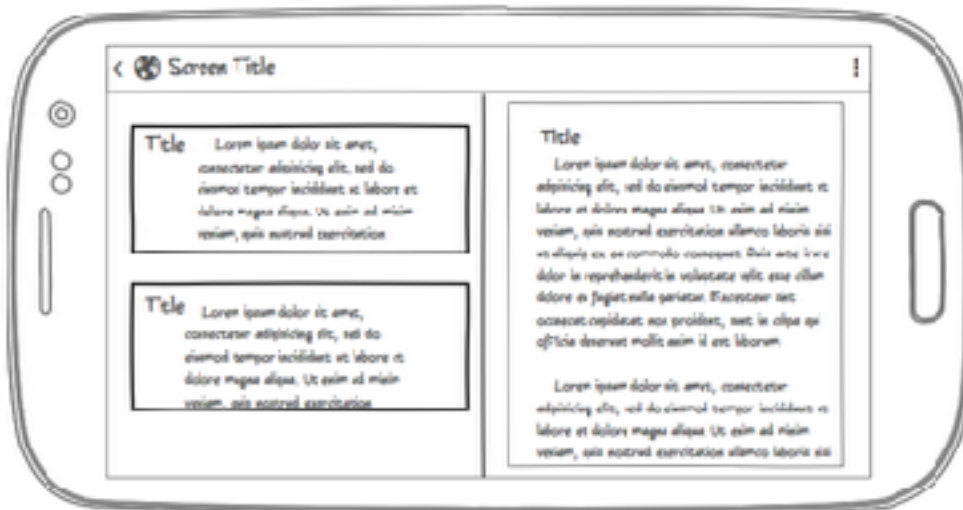 Screen Title
Title
Lorem ipsum dolor sit amet,
consectetur adipisicing elit, sed do
eiusmod tempor incididunt ut labore et
dolore magna aliqua. Ut enim ad minim
veniam, quis nostrud exercitation
Title
Lorem ipsum dolor sit amet,
consectetur adipisicing elit, sed do
eiusmod tempor incididunt ut labore et
dolore magna aliqua. Ut enim ad minim
veniam, quis nostrud exercitation
Title
Lorem ipsum dolor sit amet, consectetur
adipisicing elit, sed do eiusmod tempor incididunt ut
labore et dolore magna aliqua. Ut enim ad minim
veniam, quis nostrud exercitation ullamco laboris nisi
ut aliquip ex ea commodo consequat. Duis aute irure
dolor in reprehenderit in voluptate velit esse cillum
dolore eu fugiat nulla pariatur. Excepteur sint
occaecat cupidatat non proident, sunt in culpa qui
officia deserunt mollit anim id est laborum.
Lorem ipsum dolor sit amet, consectetur
adipisicing elit, sed do eiusmod tempor incididunt ut
labore et dolore magna aliqua. Ut enim ad minim
veniam, quis nostrud exercitation ullamco laboris nisi